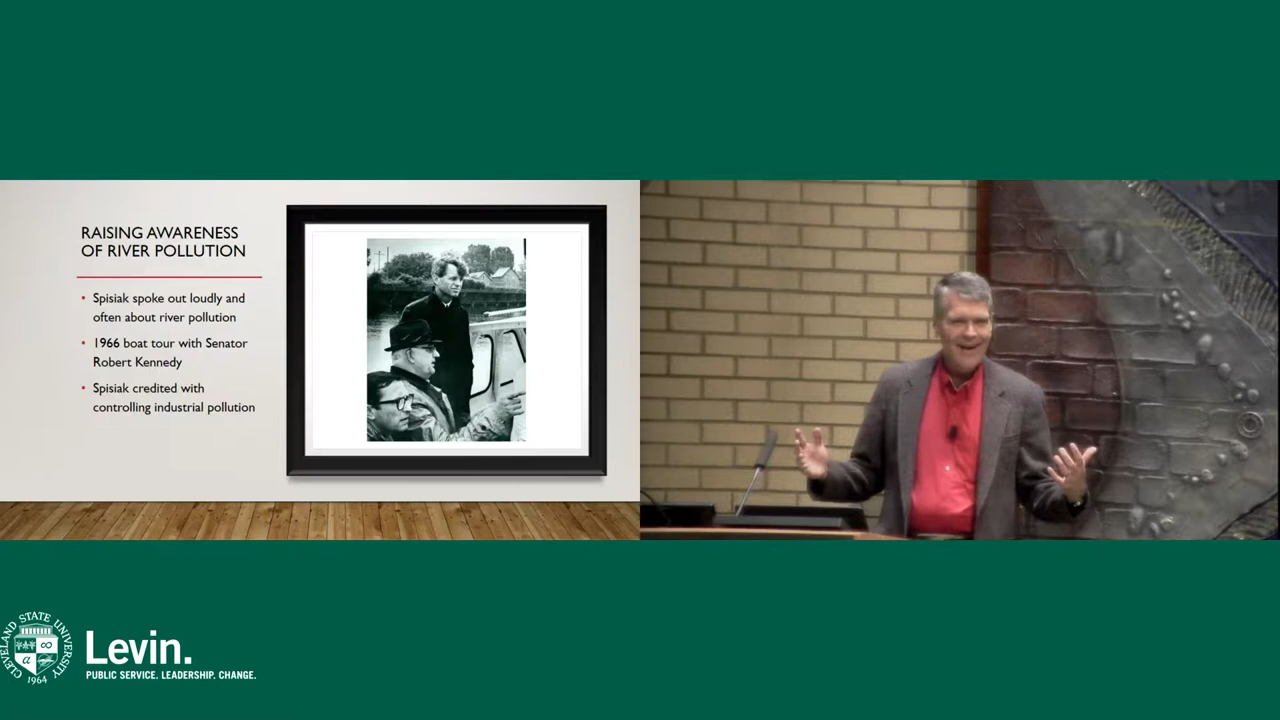 RAISING AWARENESS
OF RIVER POLLUTION
• Spisiak spoke out loudly and
often about river pollution
• 1966 boat tour with Senator
Robert Kennedy
• Spisiak credited with
controlling industrial pollution
CLEVELAND STATE UNIVERSITY
1964
Levin.
PUBLIC SERVICE. LEADERSHIP. CHANGE.